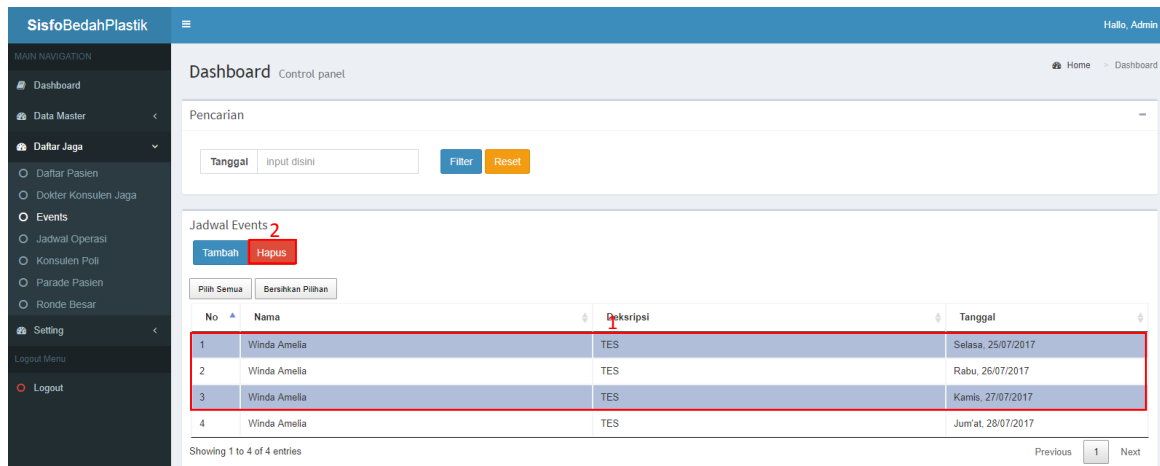 SisfoBedahPlastik
Hallo, Admin
MAIN NAVIGATION
Dashboard
Data Master
Daftar Jaga
Daftar Pasien
Dokter Konsulen Jaga
Events
Jadwal Operasi
Konsulen Poli
Parade Pasien
Ronde Besar
Setting
Logout Menu
Logout
Dashboard Control panel
Home > Dashboard
Pencarian
Tanggal input disini Filter Reset
Jadwal Events 2
Tambah Hapus
Pilih Semua Bersihkan Pilihan
No Nama Deksripsi Tanggal
1
1 Winda Amelia TES Selasa, 25/07/2017
2 Winda Amelia TES Rabu, 26/07/2017
3 Winda Amelia TES Kamis, 27/07/2017
4 Winda Amelia TES Jum'at, 28/07/2017
Showing 1 to 4 of 4 entries
Previous 1 Next